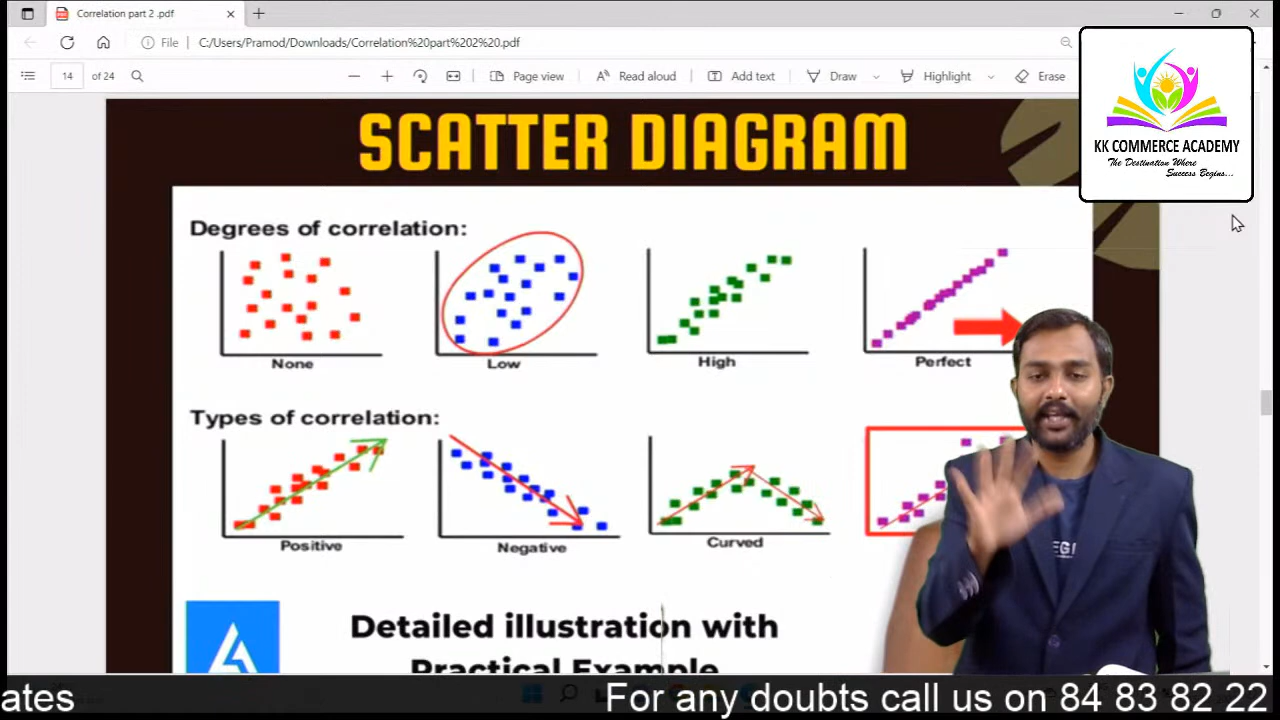 Correlation part 2 .pdf
File
C:/Users/Pramod/Downloads/Correlation%20part%202%20.pdf
14 of 24
Page view
Read aloud
Add text
Draw
Highlight
Erase
KK COMMERCE ACADEMY
The Destination Where
Success Begins...
SCATTER DIAGRAM
Degrees of correlation:
None
Low
High
Perfect
Types of correlation:
Positive
Negative
Curved
Detailed illustration with
Practical Example
ates For any doubts call us on 84 83 82 22